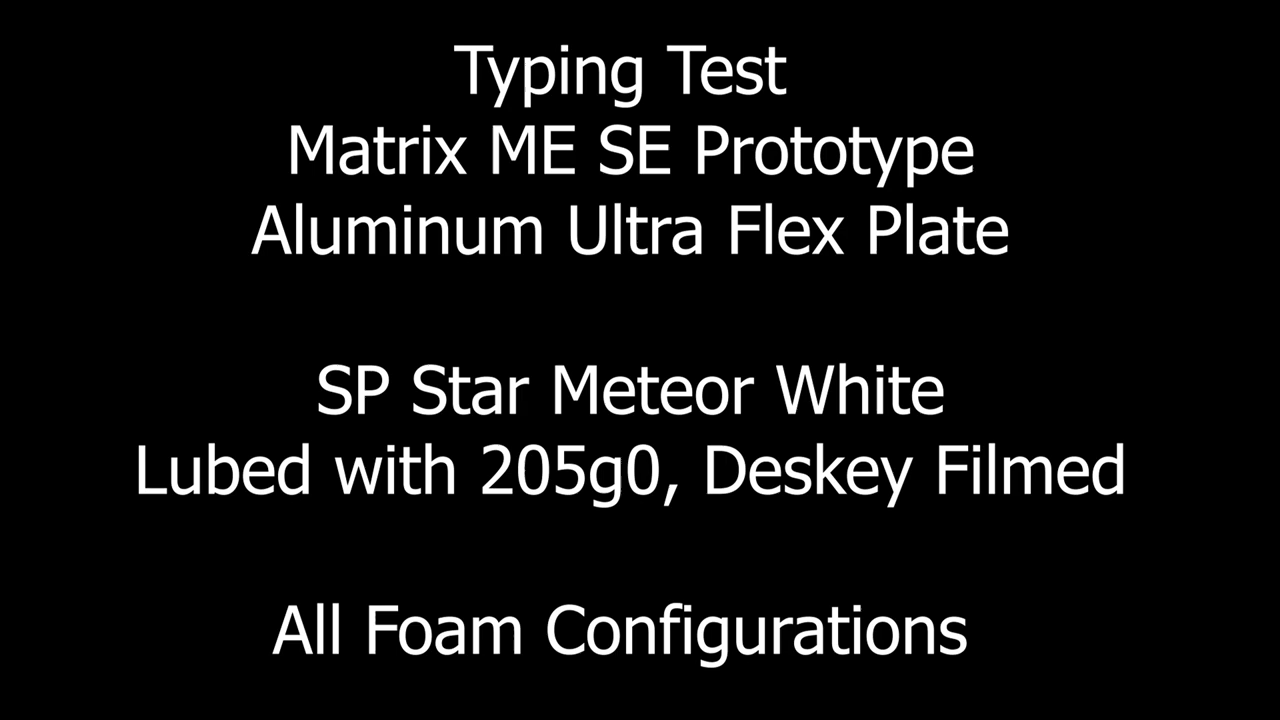 Typing Test
Matrix ME SE Prototype
Aluminum Ultra Flex Plate
SP Star Meteor White
Lubed with 205g0, Deskey Filmed
All Foam Configurations